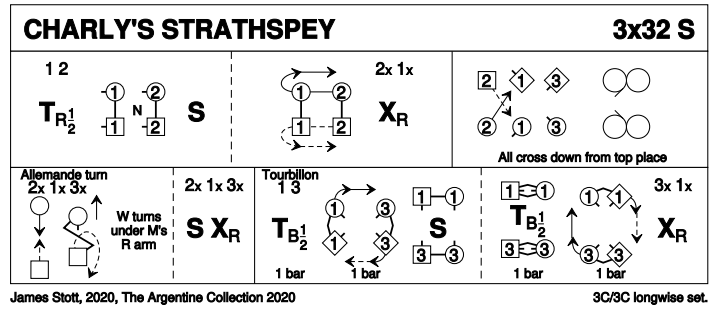 CHARLY'S STRATHSPEY 3x32 S
1 2
T R 1/2
1 2 N 1 2
S
2x 1x
1 2
1 2
X R
2 1 3
2 1 3
All cross down from top place
Allemande turn
2x 1x 3x
W turns
under M's
R arm
2x 1x 3x
S X R
Tourbillon
1 3
T B 1/2
1 3
1 3
1 1
S
3 3
1 bar 1 bar
1 1
T B 1/2
3 3
1 1
3 3
3x 1x
X R
1 bar 1 bar
James Stott, 2020, The Argentine Collection 2020 3C/3C longwise set.